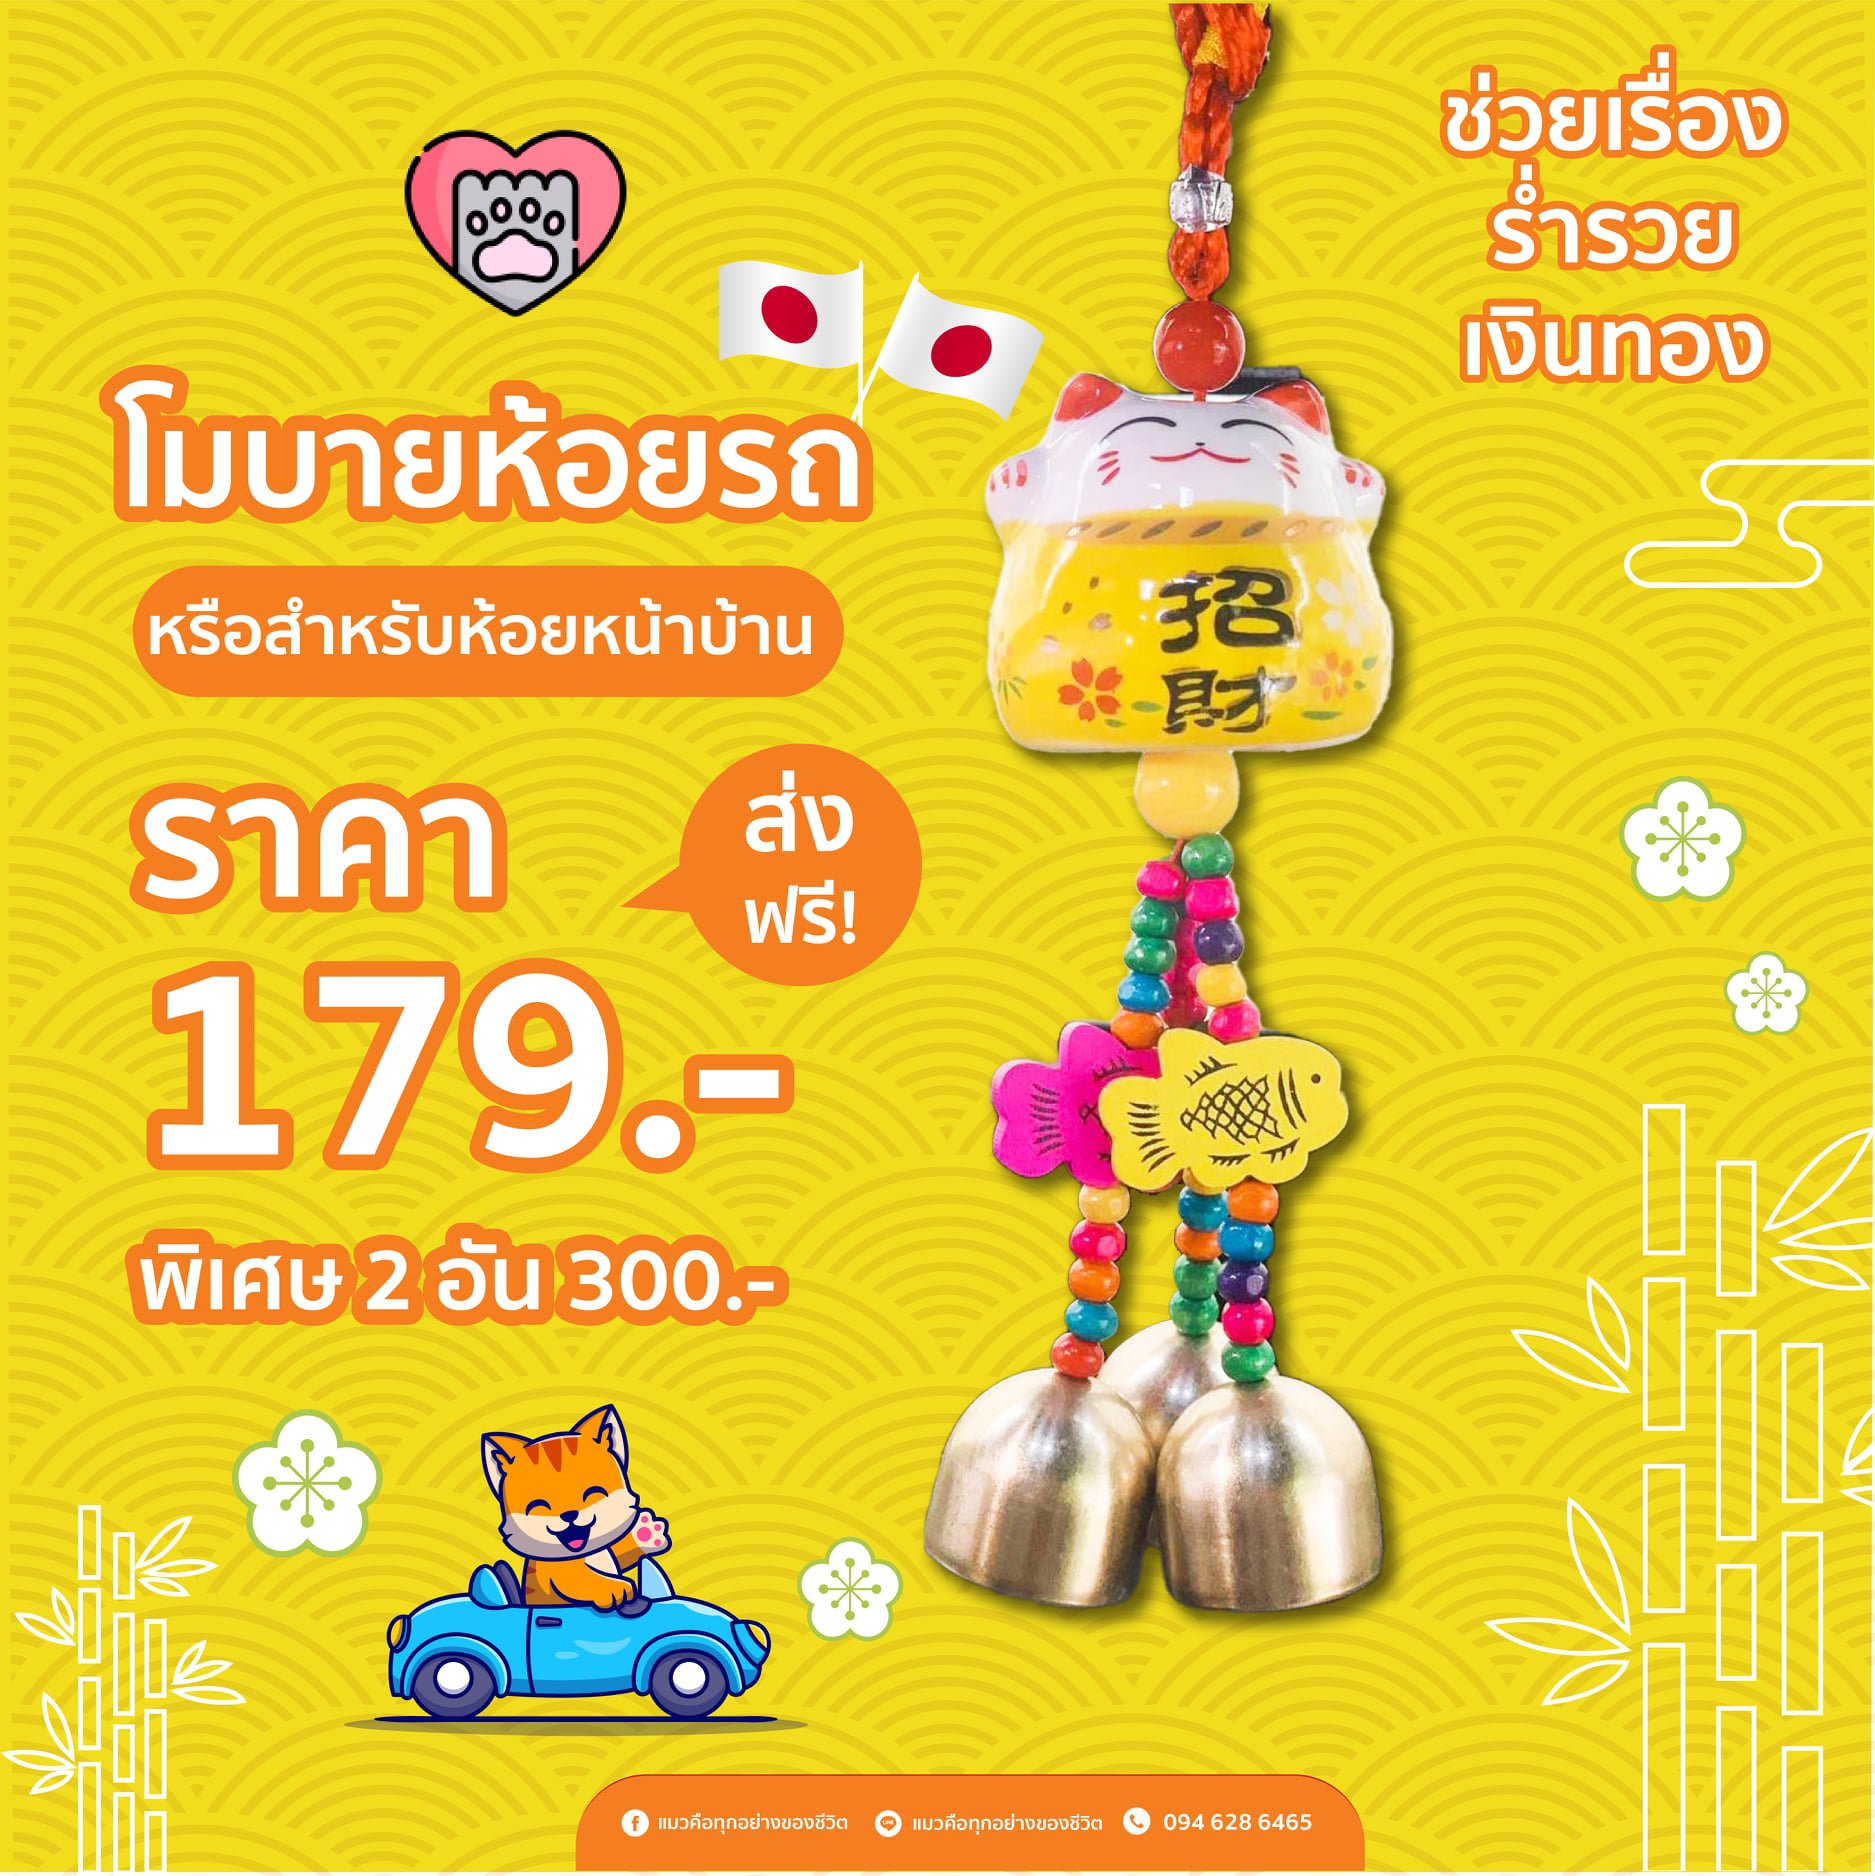 ช่วยเรื่อง
ร่ำรวย
เงินทอง
โมบายห้อยรถ
หรือสำหรับห้อยหน้าบ้าน
ราคา
ส่ง
ฟรี!
179.-
พิเศษ 2 อัน 300.-
招
財
แมวคือทุกอย่างของชีวิต
LINE
แมวคือทุกอย่างของชีวิต
094 628 6465